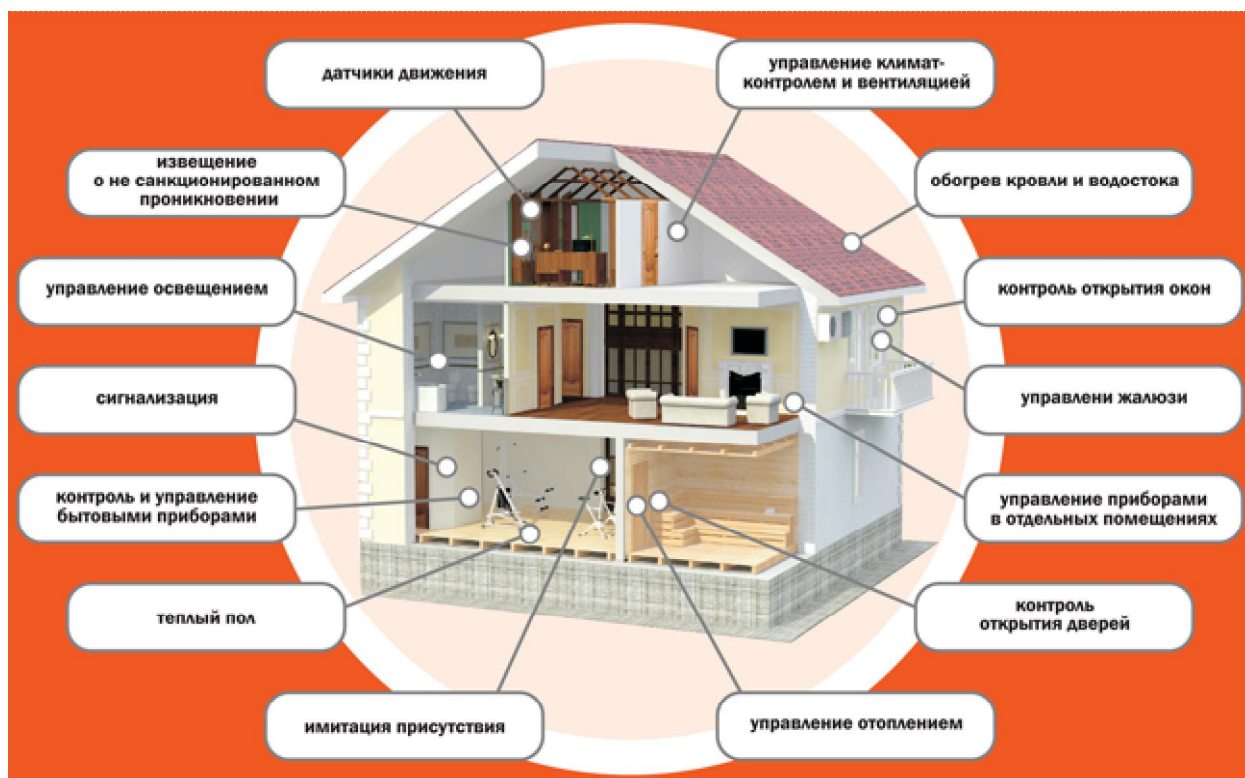 датчики движения
управление климат-
контролем и вентиляцией
извещение
о не санкционированном
проникновении
обогрев кровли и водостока
управление освещением
контроль открытия окон
сигнализация
управлени жалюзи
контроль и управление
бытовыми приборами
управление приборами
в отдельных помещениях
теплый пол
контроль
открытия дверей
имитация присутствия
управление отоплением